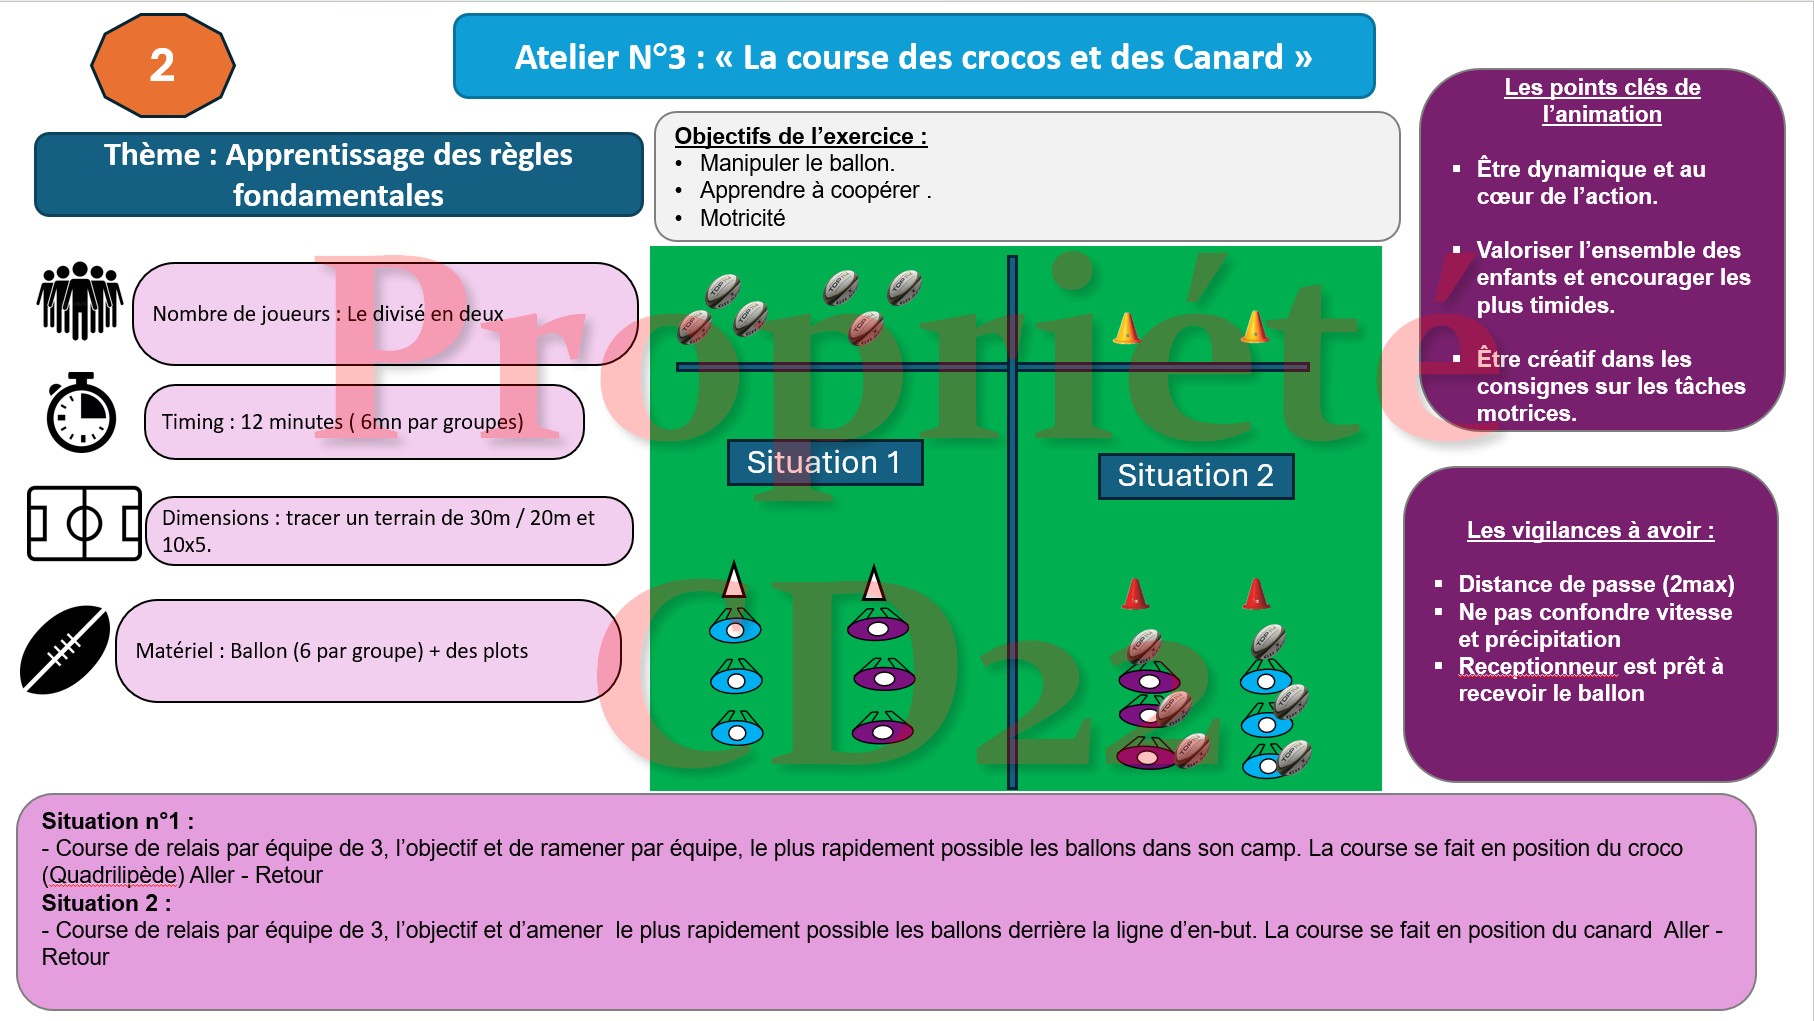 2
Atelier N°3 : « La course des crocos et des Canard »
Thème : Apprentissage des règles
fondamentales
Objectifs de l’exercice :
• Manipuler le ballon.
• Apprendre à coopérer .
• Motricité
Les points clés de
l’animation
▪ Être dynamique et au
cœur de l’action.
▪ Valoriser l’ensemble des
enfants et encourager les
plus timides.
▪ Être créatif dans les
consignes sur les tâches
motrices.
Nombre de joueurs : Le divisé en deux
Timing : 12 minutes ( 6mn par groupes)
Dimensions : tracer un terrain de 30m / 20m et
10x5.
Matériel : Ballon (6 par groupe) + des plots
Situation 1
Situation 2
Propriété
CD22
Les vigilances à avoir :
▪ Distance de passe (2max)
▪ Ne pas confondre vitesse
et précipitation
▪ Receptionneur est prêt à
recevoir le ballon
Situation n°1 :
- Course de relais par équipe de 3, l’objectif et de ramener par équipe, le plus rapidement possible les ballons dans son camp. La course se fait en position du croco
(Quadrilipède) Aller - Retour
Situation 2 :
- Course de relais par équipe de 3, l’objectif et d’amener  le plus rapidement possible les ballons derrière la ligne d’en-but. La course se fait en position du canard  Aller -
Retour